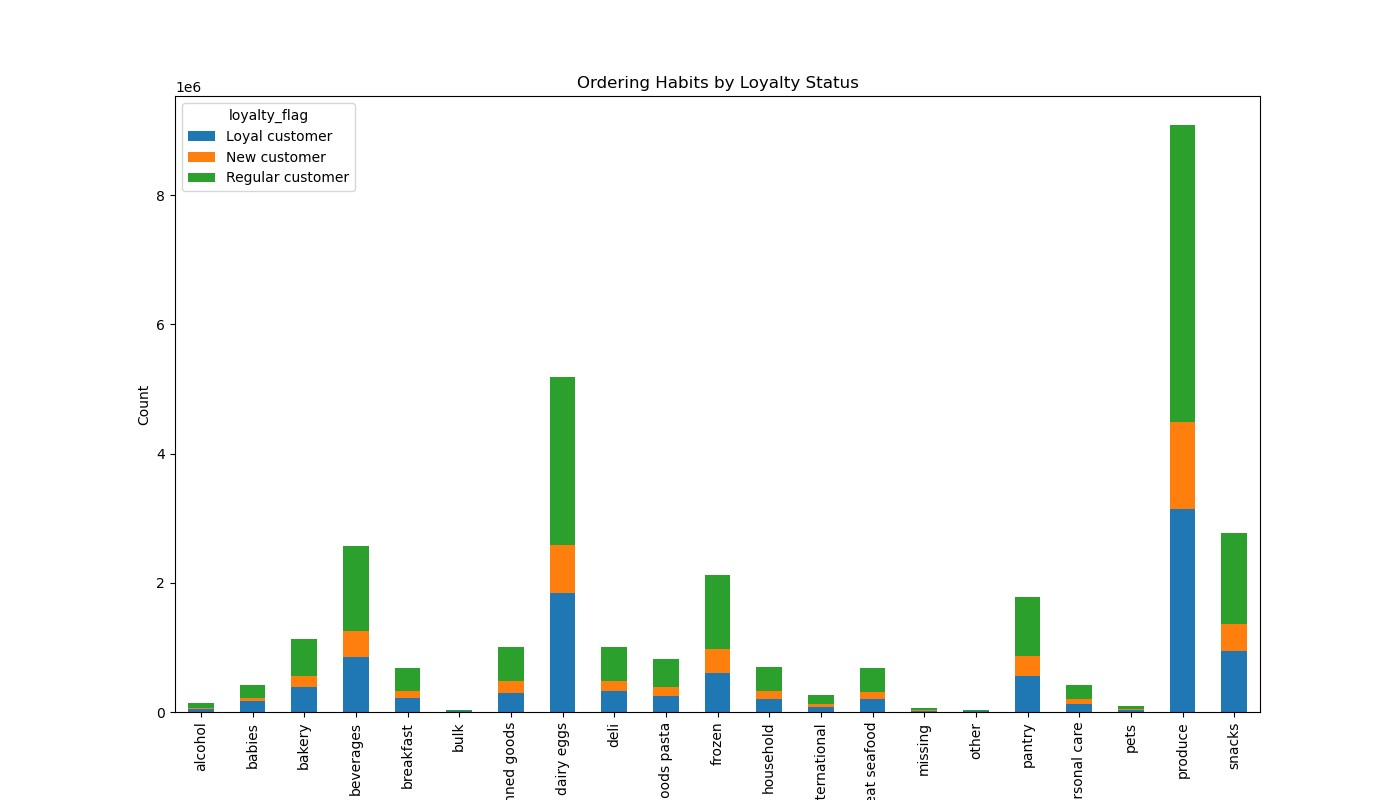 Ordering Habits by Loyalty Status
1e6
loyalty_flag
Loyal customer
New customer
Regular customer
8
6
4
2
0
Count
alcohol
babies
bakery
beverages
breakfast
bulk
nned goods
dairy eggs
deli
oods pasta
frozen
household
ternational
eat seafood
missing
other
pantry
rsonal care
pets
produce
snacks